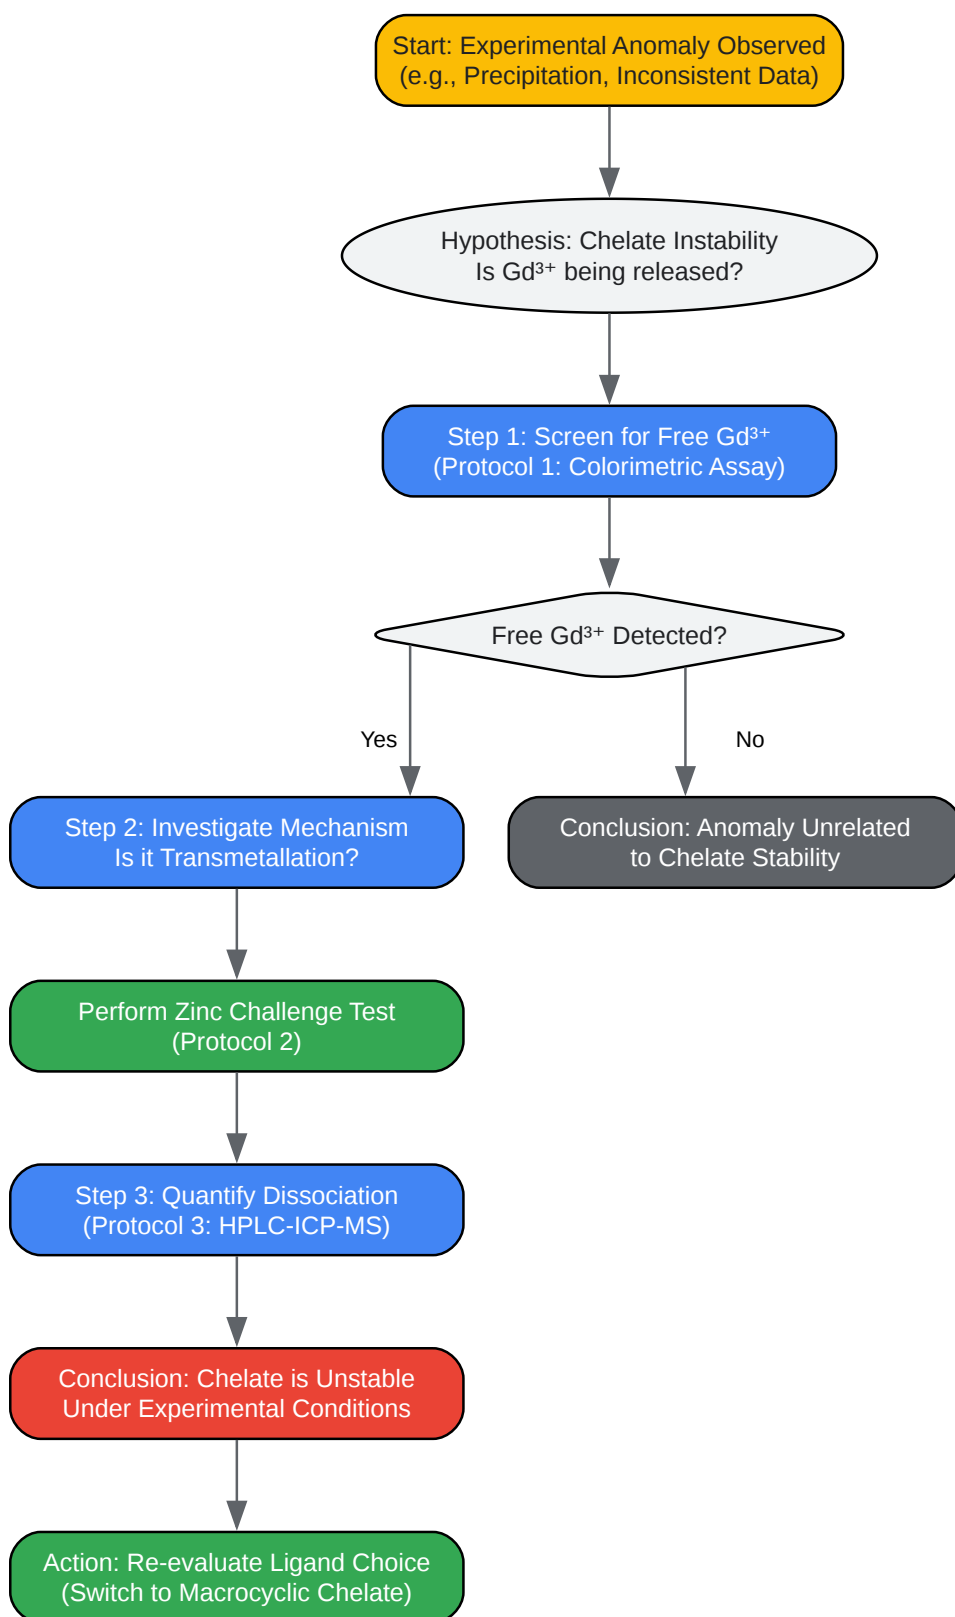 Start: Experimental Anomaly Observed
(e.g., Precipitation, Inconsistent Data)
Hypothesis: Chelate Instability
Is Gd³⁺ being released?
Step 1: Screen for Free Gd³⁺
(Protocol 1: Colorimetric Assay)
Free Gd³⁺ Detected?
Yes
No
Step 2: Investigate Mechanism
Is it Transmetallation?
Conclusion: Anomaly Unrelated
to Chelate Stability
Perform Zinc Challenge Test
(Protocol 2)
Step 3: Quantify Dissociation
(Protocol 3: HPLC-ICP-MS)
Conclusion: Chelate is Unstable
Under Experimental Conditions
Action: Re-evaluate Ligand Choice
(Switch to Macrocyclic Chelate)